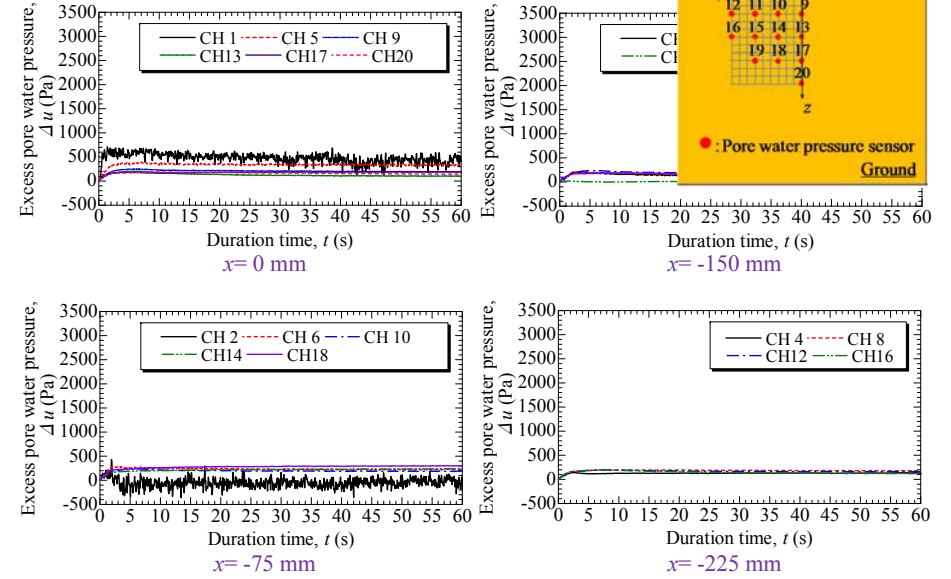 Excess pore water pressure,
Δu (Pa)
3500
3000
2500
2000
1500
1000
500
0
-500
CH 1 CH 5 CH 9
CH13 CH17 CH20
0 5 10 15 20 25 30 35 40 45 50 55 60
Duration time, t (s)
x= 0 mm
Excess pore water pressure,
Δu (Pa)
3500
3000
2500
2000
1500
1000
500
0
-500
0 5 10 15 20 25 30 35 40 45 50 55 60
Duration time, t (s)
x= -150 mm
12 11 10 9
16 15 14 13
19 18 17
20
z
: Pore water pressure sensor
Ground
Excess pore water pressure,
Δu (Pa)
3500
3000
2500
2000
1500
1000
500
0
-500
CH 2 CH 6 CH 10
CH14 CH18
0 5 10 15 20 25 30 35 40 45 50 55 60
Duration time, t (s)
x= -75 mm
Excess pore water pressure,
Δu (Pa)
3500
3000
2500
2000
1500
1000
500
0
-500
CH 4 CH 8
CH12 CH16
0 5 10 15 20 25 30 35 40 45 50 55 60
Duration time, t (s)
x= -225 mm